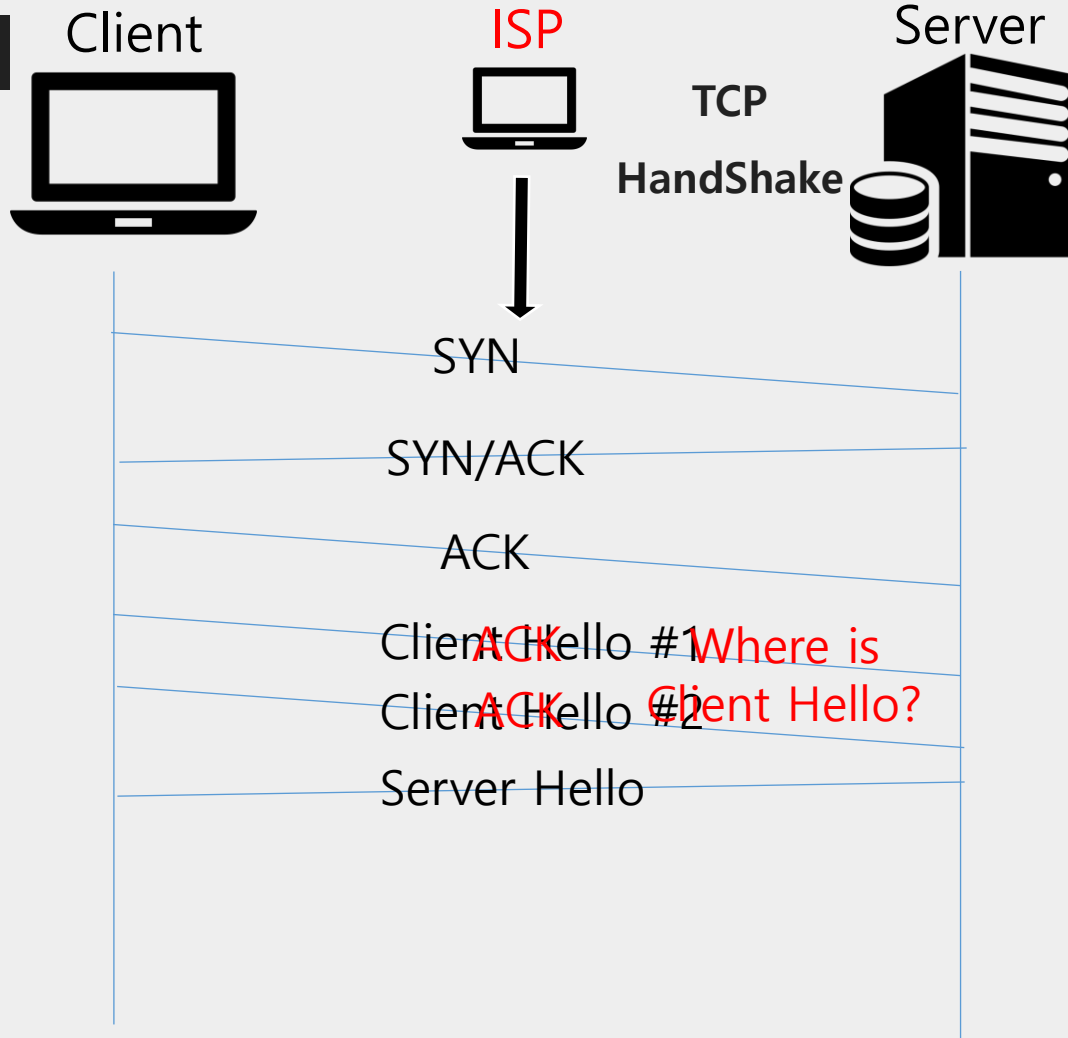 Client
ISP
Server
TCP
HandShake
SYN
SYN/ACK
ACK
Client Hello #1
ACK
Where is
Client Hello #2
ACK
Client Hello?
Server Hello